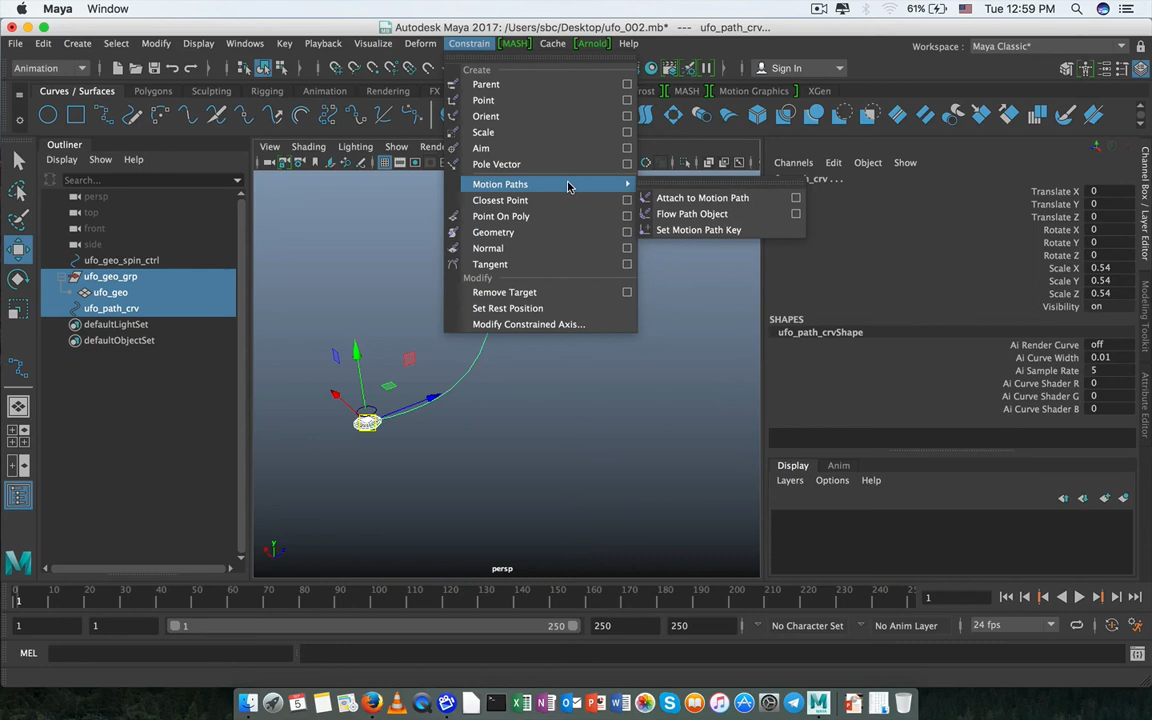 Maya Window 61% Tue 12:59 PM
Autodesk Maya 2017: /Users/sbc/Desktop/ufo_002.mb* --- ufo_path_crv...
File Edit Create Select Modify Display Windows Key Playback Visualize Deform Constrain [MASH] Cache [Arnold] Help
Workspace : Maya Classic*
Animation
Sign In
Curves / Surfaces Polygons Sculpting Rigging Animation Rendering FX
MASH Motion Graphics XGen
Create
Parent
Point
Orient
Scale
Aim
Pole Vector
Motion Paths
Closest Point
Point On Poly
Geometry
Normal
Tangent
Modify
Remove Target
Set Rest Position
Modify Constrained Axis...
Attach to Motion Path
Flow Path Object
Set Motion Path Key
Outliner
Display Show Help
Search...
persp
top
front
side
ufo_geo_spin_ctrl
ufo_geo_grp
ufo_geo
ufo_path_crv
defaultLightSet
defaultObjectSet
View Shading Lighting Show
persp
Channels Edit Object Show
Translate X 0
Translate Y 0
Translate Z 0
Rotate X 0
Rotate Y 0
Rotate Z 0
Scale X 0.54
Scale Y 0.54
Scale Z 0.54
Visibility on
SHAPES
ufo_path_crvShape
Ai Render Curve off
Ai Curve Width 0.01
Ai Sample Rate 5
Ai Curve Shader R 0
Ai Curve Shader G 0
Ai Curve Shader B 0
Display Anim
Layers Options Help
Channel Box / Layer Editor
Modeling Toolkit
Attribute Editor
10 20 30 40 50 60 70 80 90 100 110 120 130 140 150 160 170 180 190 200 210 220 230 240
1
1
1 1 1 250 250 250 No Character Set No Anim Layer 24 fps
MEL